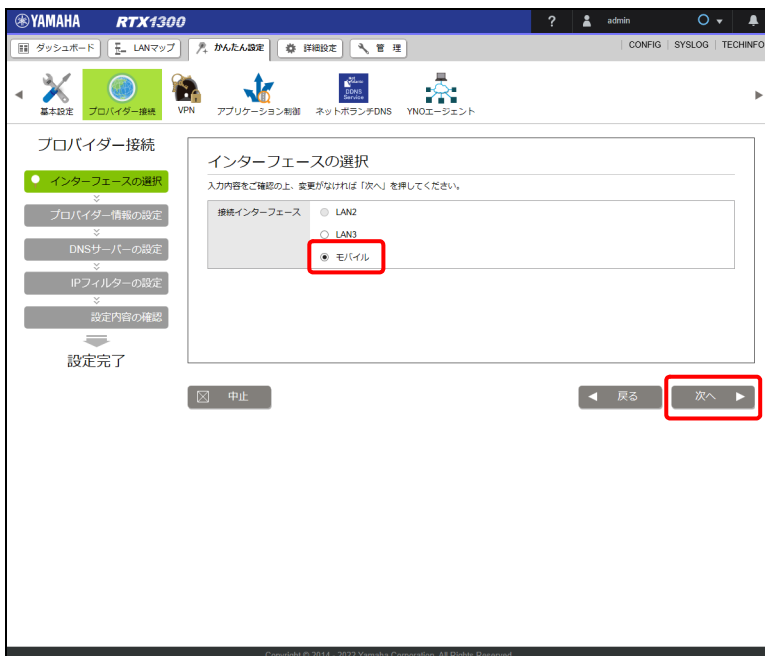 YAMAHA RTX1300 ? admin
ダッシュボード LANマップ かんたん設定 詳細設定 管 理 CONFIG SYSLOG TECHINFO
基本設定 プロバイダー接続 VPN アプリケーション制御 ネットボランチDNS YNOエージェント
DDNS
Service
プロバイダー接続
インターフェースの選択
プロバイダー情報の設定
DNSサーバーの設定
IPフィルターの設定
設定内容の確認
設定完了
インターフェースの選択
入力内容をご確認の上、変更がなければ「次へ」を押してください。
接続インターフェース LAN2
LAN3
モバイル
中止 戻る 次へ
Copyright © 2014 - 2022 Yamaha Corporation. All Rights Reserved.